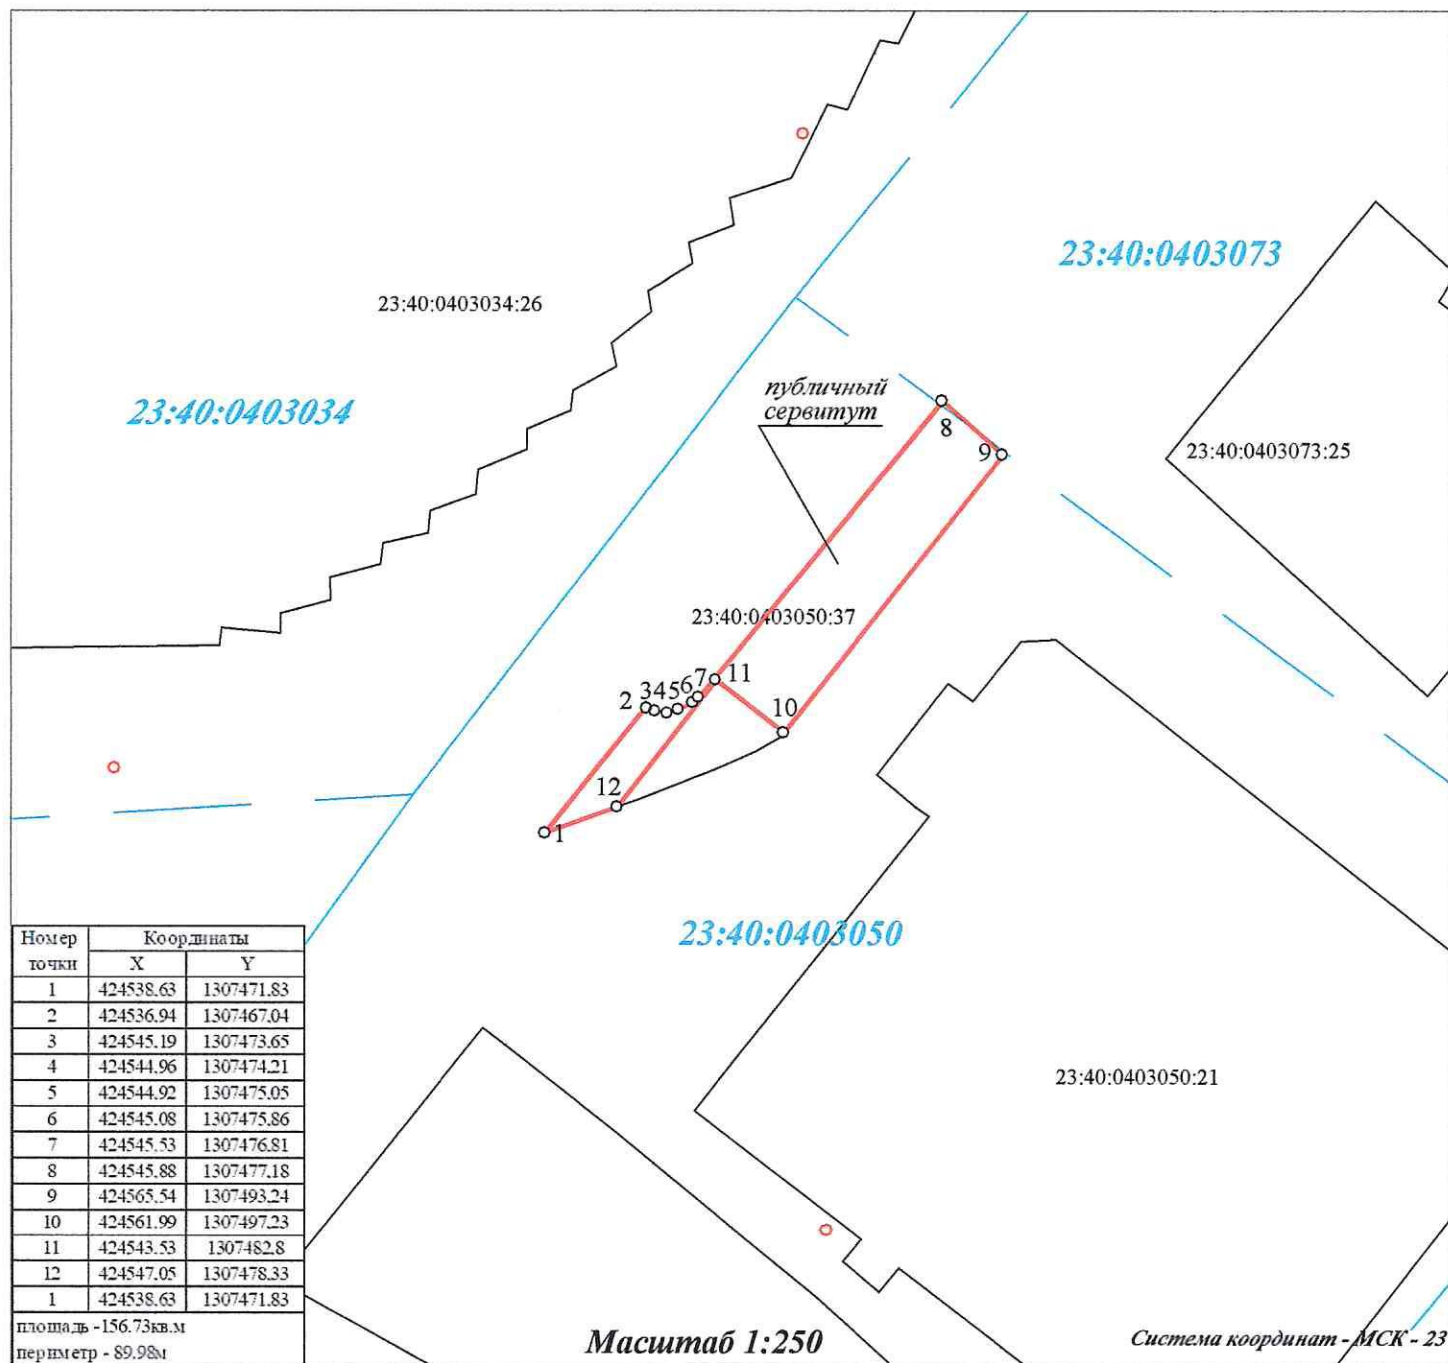 23:40:0403073
23:40:0403034:26
публичный
сервитут
23:40:0403034
8
9
23:40:0403073:25
23:40:0403050:37
2
3
4
5
6
7
11
10
12
1
23:40:0403050
Номер Координаты
точки X Y
1 424538.63 1307471.83
2 424536.94 1307467.04
3 424545.19 1307473.65
4 424544.96 1307474.21
5 424544.92 1307475.05
6 424545.08 1307475.86
7 424545.53 1307476.81
8 424545.88 1307477.18
9 424565.54 1307493.24
10 424561.99 1307497.23
11 424543.53 1307482.8
12 424547.05 1307478.33
1 424538.63 1307471.83
площадь -156.73кв.м
периметр - 89.98м
23:40:0403050:21
Масштаб 1:250
Система координат - МСК - 23